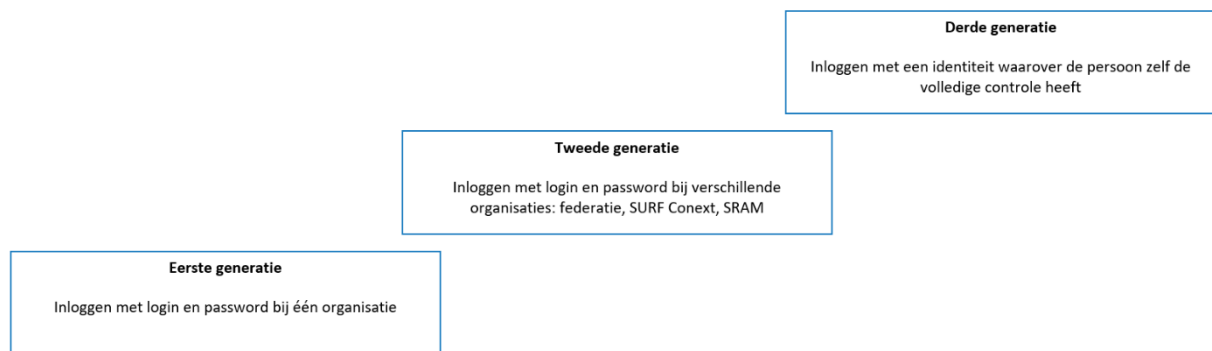 Derde generatie
Inloggen met een identiteit waarover de persoon zelf de
volledige controle heeft
Tweede generatie
Inloggen met login en password bij verschillende
organisaties: federatie, SURF Conext, SRAM
Eerste generatie
Inloggen met login en password bij één organisatie